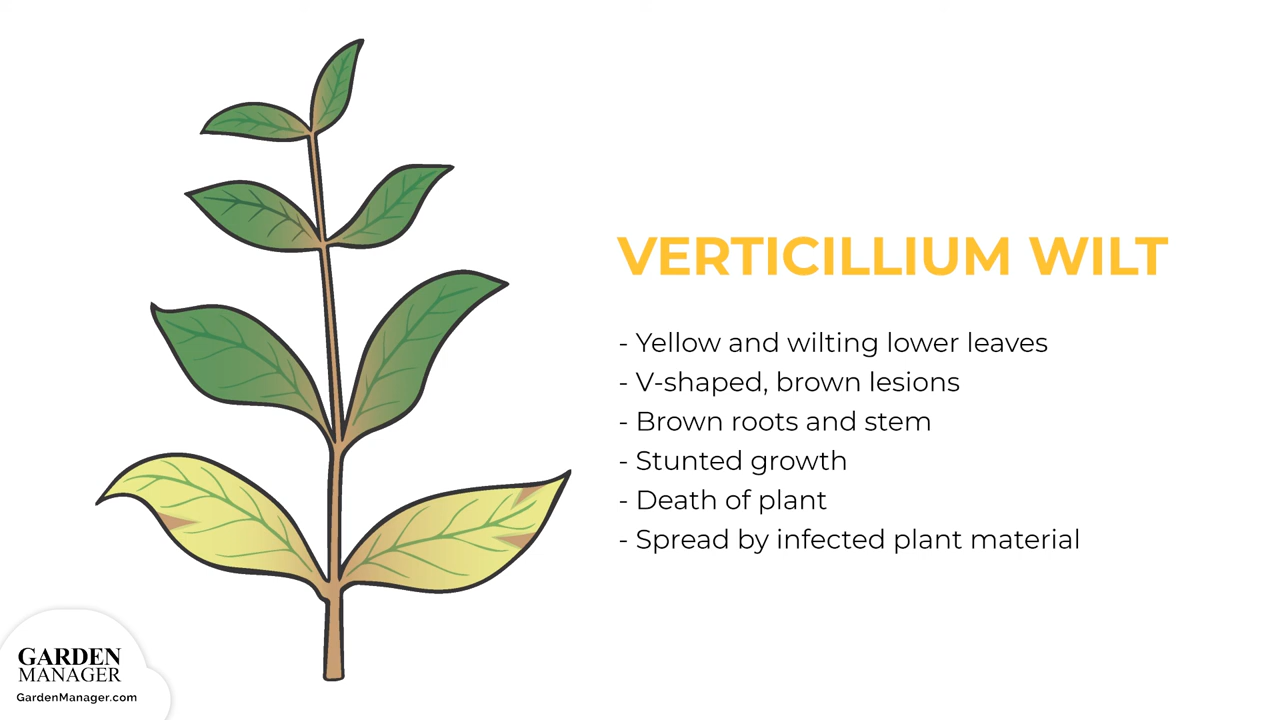 VERTICILLIUM WILT
- Yellow and wilting lower leaves
- V-shaped, brown lesions
- Brown roots and stem
- Stunted growth
- Death of plant
- Spread by infected plant material
GARDEN
MANAGER
GardenManager.com